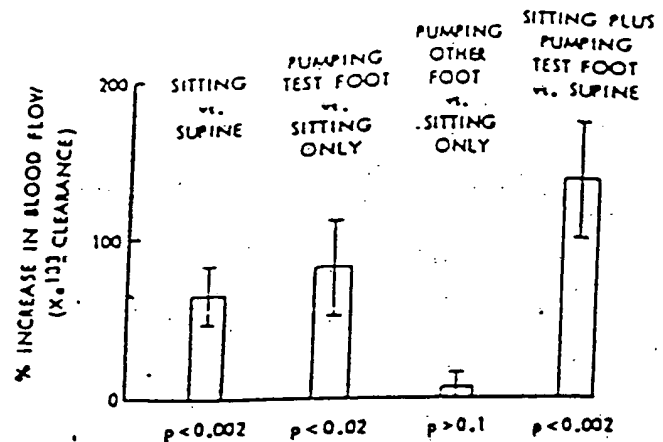 % INCREASE IN BLOOD FLOW/
(Xe¹³³ CLEARANCE)
200
100
0
SITTING
vs.
SUPINE
PUMPING
TEST FOOT
vs.
SITTING
ONLY
PUMPING
OTHER
FOOT
vs.
SITTING
ONLY
SITTING PLUS
PUMPING
TEST FOOT
vs. SUPINE
p<0.002
p<0.02
p>0.1
p<0.002